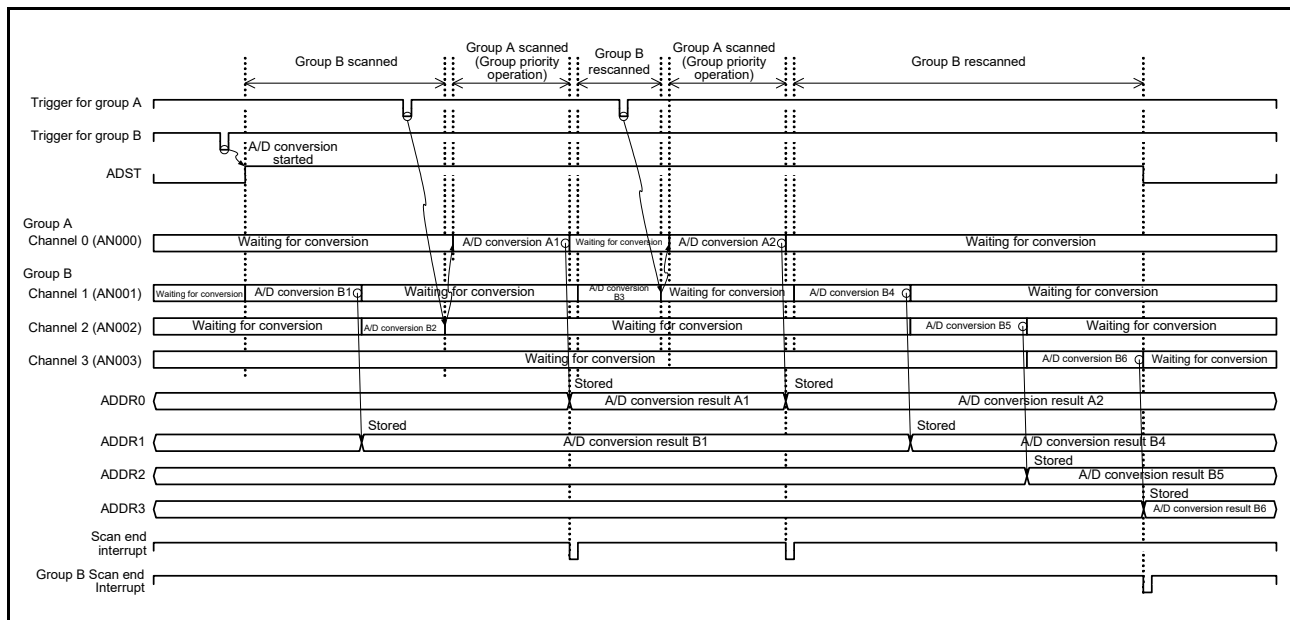 Group B scanned
Group A scanned
(Group priority
operation)
Group B
rescanned
Group A scanned
(Group priority
operation)
Group B rescanned
Trigger for group A
Trigger for group B
A/D conversion
started
ADST
Group A
Channel 0 (AN000)
Waiting for conversion
A/D conversion A1
Waiting for conversion
A/D conversion A2
Waiting for conversion
Group B
Channel 1 (AN001)
Waiting for conversion
A/D conversion B1
Waiting for conversion
A/D conversion
B3
Waiting for conversion
A/D conversion B4
Waiting for conversion
Channel 2 (AN002)
Waiting for conversion
A/D conversion B2
Waiting for conversion
A/D conversion B5
Waiting for conversion
Channel 3 (AN003)
Waiting for conversion
A/D conversion B6
Waiting for conversion
Stored
Stored
ADDR0
A/D conversion result A1
A/D conversion result A2
Stored
Stored
ADDR1
A/D conversion result B1
A/D conversion result B4
Stored
ADDR2
A/D conversion result B5
Stored
ADDR3
A/D conversion result B6
Scan end
interrupt
Group B Scan end
Interrupt